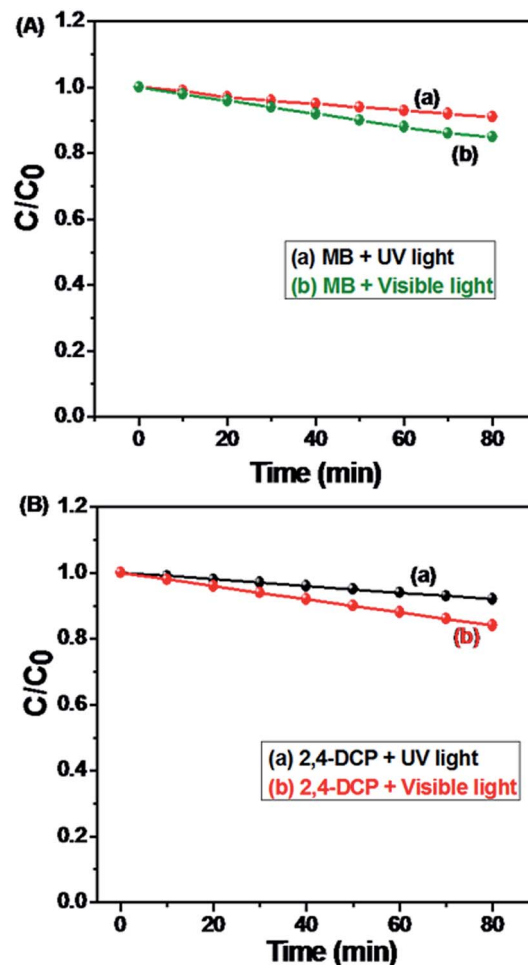 (A)
1.2
1.0
0.8
0.6
0.4
0.2
0.0
C/C0
(a)
(b)
(a) MB + UV light
(b) MB + Visible light
0 20 40 60 80
Time (min)
(B)
1.2
1.0
0.8
0.6
0.4
0.2
0.0
C/C0
(a)
(b)
(a) 2,4-DCP + UV light
(b) 2,4-DCP + Visible light
0 20 40 60 80
Time (min)